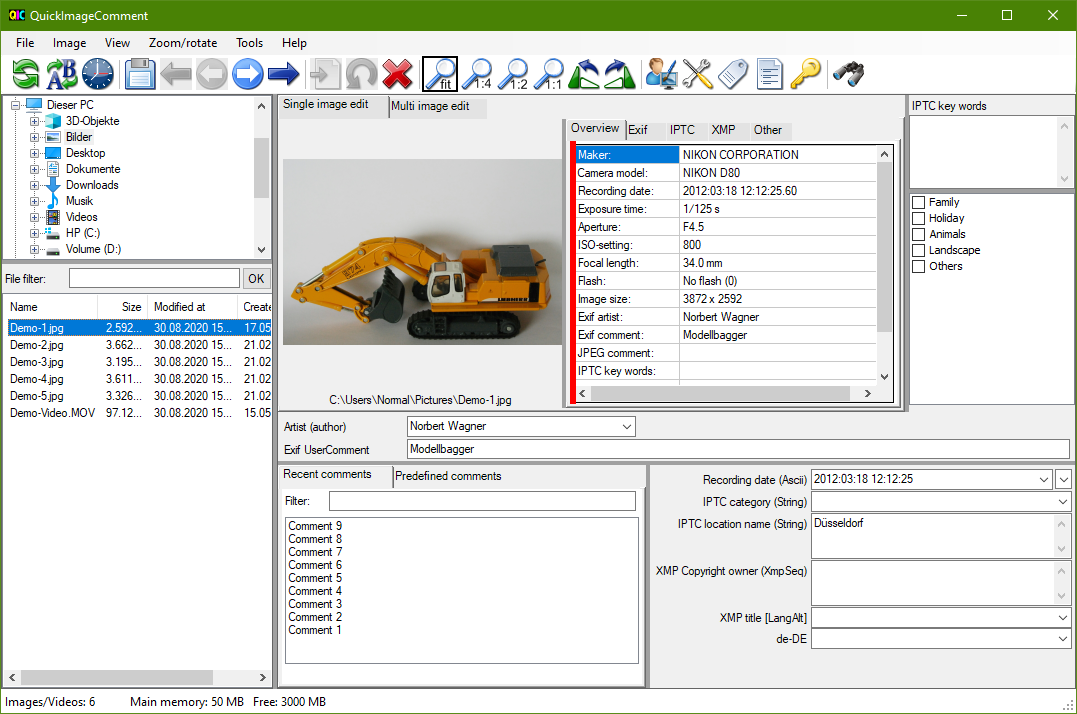 QIC QuickImageComment
File Image View Zoom/rotate Tools Help
A B fit 1:4 1:2 1:1
Dieser PC
3D-Objekte
Bilder
Desktop
Dokumente
Downloads
Musik
Videos
HP (C:)
Volume (D:)
File filter: OK
Name Size Modified at Create
Demo-1.jpg 2.592... 30.08.2020 15... 17.05
Demo-2.jpg 3.662... 30.08.2020 15... 21.02
Demo-3.jpg 3.195... 30.08.2020 15... 21.02
Demo-4.jpg 3.611... 30.08.2020 15... 21.02
Demo-5.jpg 3.326... 30.08.2020 15... 21.02
Demo-Video.MOV 97.12... 30.08.2020 15... 15.05
Single image edit Multi image edit
974
LIEBHERR
C:\Users\Normal\Pictures\Demo-1.jpg
Overview Exif IPTC XMP Other
Maker: NIKON CORPORATION
Camera model: NIKON D80
Recording date: 2012:03:18 12:12:25.60
Exposure time: 1/125 s
Aperture: F4.5
ISO-setting: 800
Focal length: 34.0 mm
Flash: No flash (0)
Image size: 3872 x 2592
Exif artist: Norbert Wagner
Exif comment: Modellbagger
JPEG comment:
IPTC key words:
IPTC key words
Family
Holiday
Animals
Landscape
Others
Artist (author) Norbert Wagner
Exif UserComment Modellbagger
Recent comments Predefined comments
Filter:
Comment 9
Comment 8
Comment 7
Comment 6
Comment 5
Comment 4
Comment 3
Comment 2
Comment 1
Recording date (Ascii) 2012:03:18 12:12:25
IPTC category (String)
IPTC location name (String) Düsseldorf
XMP Copyright owner (XmpSeq)
XMP title [LangAlt]
de-DE
Images/Videos: 6 Main memory: 50 MB Free: 3000 MB